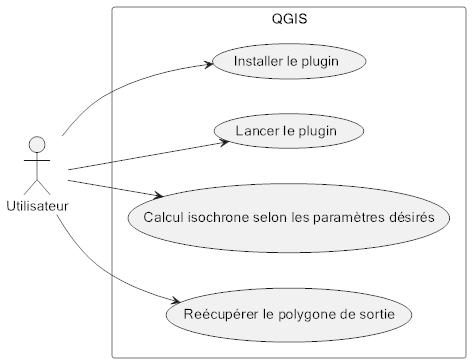 QGIS
Installer le plugin
Lancer le plugin
Utilisateur
Calcul isochrone selon les paramètres désirés
Reécupérer le polygone de sortie